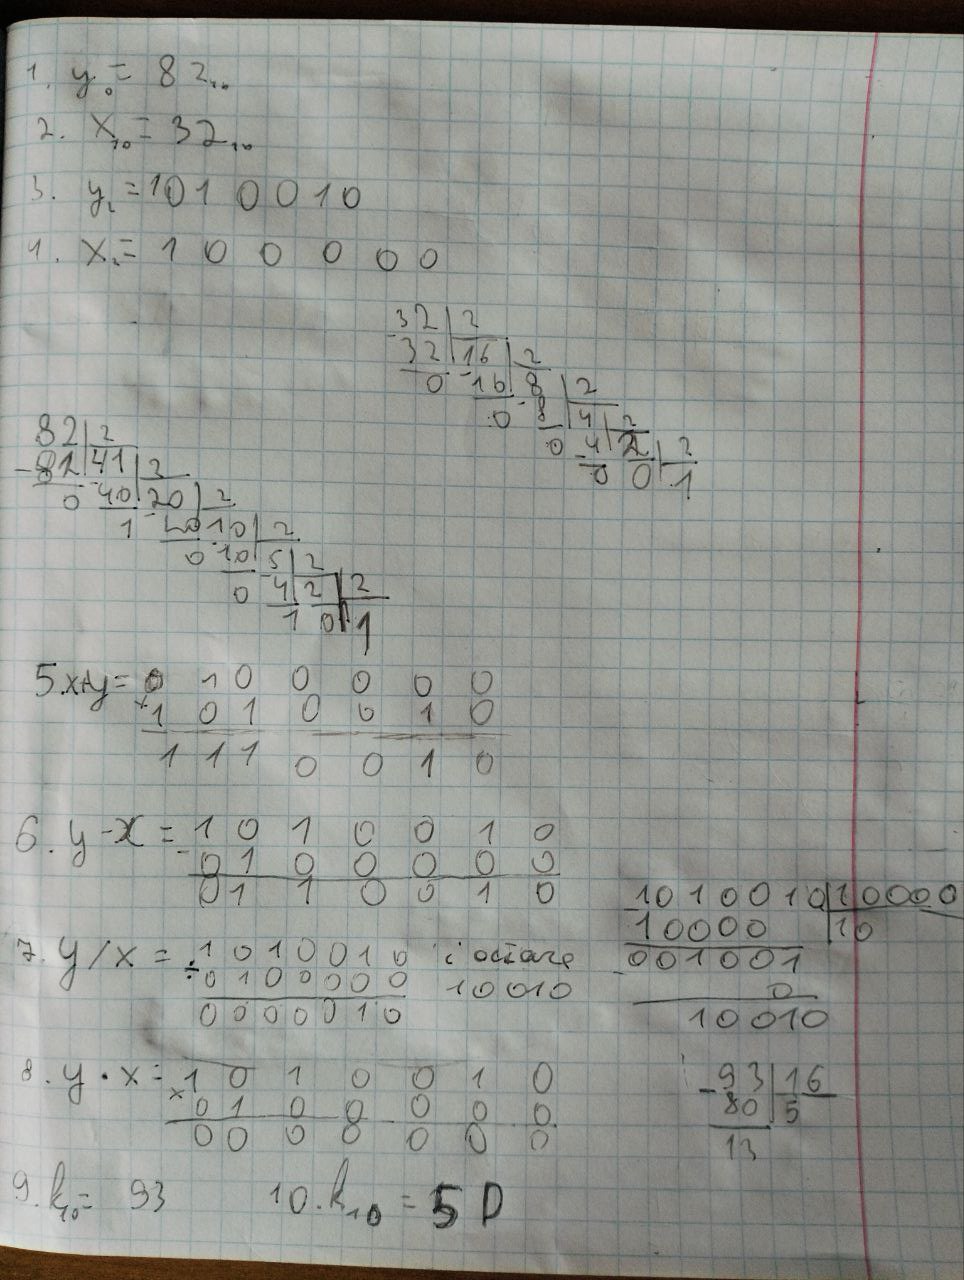 1. y₀ = 82₁₀
2. x₁₀ = 32₁₀
3. y₂ = 1010010
4. x₂ = 100000
32 | 2
- 32 | 16 | 2
0 - 16 | 8 | 2
0 - 8 | 4 | 2
0 - 4 | 2 | 2
0 0 1
82 | 2
- 82 | 41 | 2
0 - 40 | 20 | 2
1 - 20 | 10 | 2
0 - 10 | 5 | 2
0 - 4 | 2 | 2
1 0 1
5. x+y = 0 1 0 0 0 0 0
+ 1 0 1 0 0 1 0
1 1 1 0 0 1 0
6. y - x = 1 0 1 0 0 1 0
- 0 1 0 0 0 0 0
0 1 1 0 0 1 0
1010010 | 10000
10000 | 10
- 001001
0
10010
7. y/x = 1 0 1 0 0 1 0 i
÷ 0 1 0 0 0 0 0 10010
0 0 0 0 0 1 0
8. y · x = 1 0 1 0 0 1 0
× 0 1 0 0 0 0 0
0 0 0 0 0 0 0
- 93 | 16
80 | 5
13
9. k₁₀ = 93 10. k₁₀ = 5D